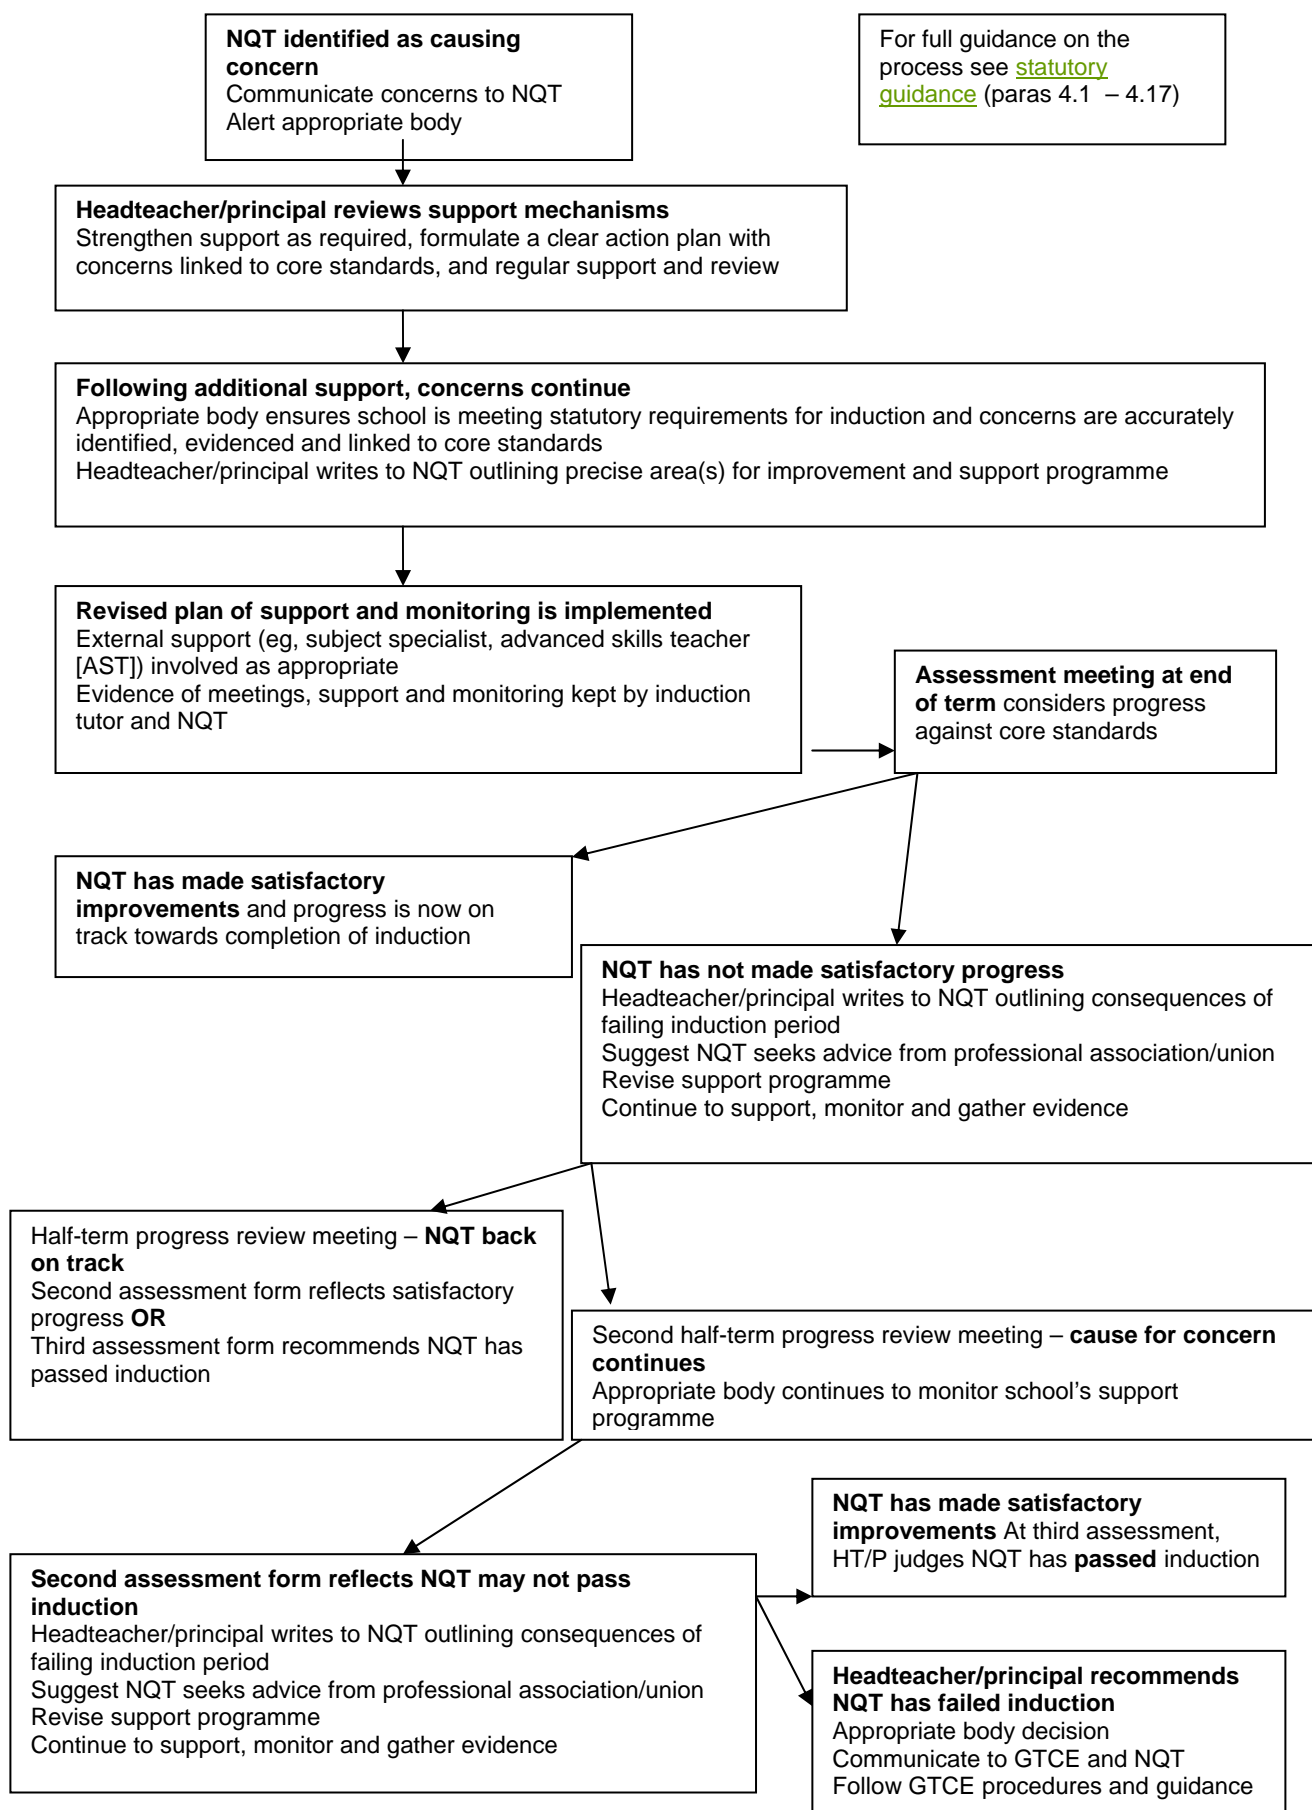 NQT identified as causing
concern
Communicate concerns to NQT
Alert appropriate body
For full guidance on the
process see statutory
guidance (paras 4.1  – 4.17)
Headteacher/principal reviews support mechanisms
Strengthen support as required, formulate a clear action plan with
concerns linked to core standards, and regular support and review
Following additional support, concerns continue
Appropriate body ensures school is meeting statutory requirements for induction and concerns are accurately
identified, evidenced and linked to core standards
Headteacher/principal writes to NQT outlining precise area(s) for improvement and support programme
Revised plan of support and monitoring is implemented
External support (eg, subject specialist, advanced skills teacher
[AST]) involved as appropriate
Evidence of meetings, support and monitoring kept by induction
tutor and NQT
Assessment meeting at end
of term considers progress
against core standards
NQT has made satisfactory
improvements and progress is now on
track towards completion of induction
NQT has not made satisfactory progress
Headteacher/principal writes to NQT outlining consequences of
failing induction period
Suggest NQT seeks advice from professional association/union
Revise support programme
Continue to support, monitor and gather evidence
Half-term progress review meeting – NQT back
on track
Second assessment form reflects satisfactory
progress OR
Third assessment form recommends NQT has
passed induction
Second half-term progress review meeting – cause for concern
continues
Appropriate body continues to monitor school’s support
programme
NQT has made satisfactory
improvements At third assessment,
HT/P judges NQT has passed induction
Second assessment form reflects NQT may not pass
induction
Headteacher/principal writes to NQT outlining consequences of
failing induction period
Suggest NQT seeks advice from professional association/union
Revise support programme
Continue to support, monitor and gather evidence
Headteacher/principal recommends
NQT has failed induction
Appropriate body decision
Communicate to GTCE and NQT
Follow GTCE procedures and guidance